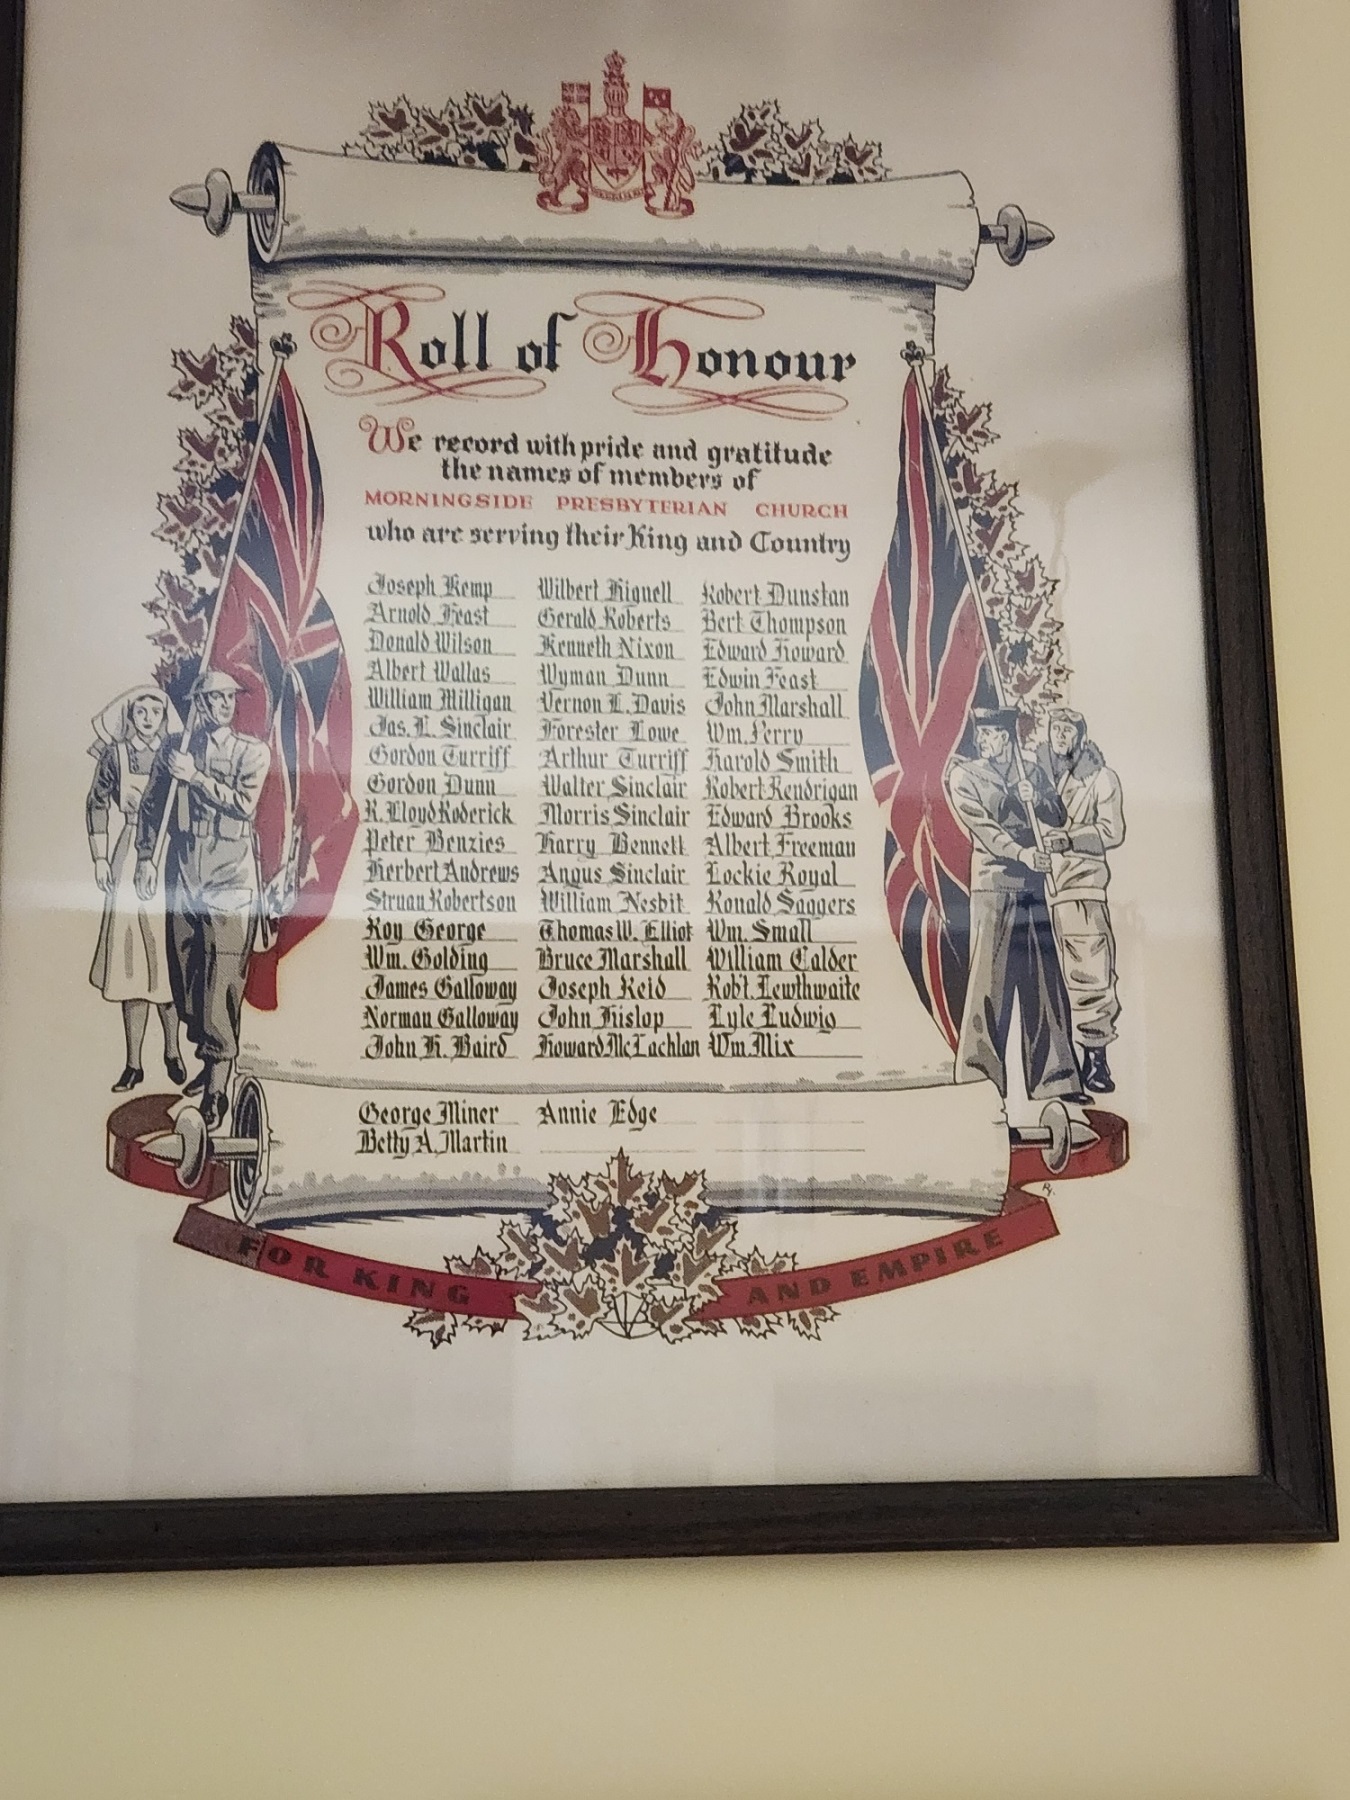 Roll of Honour
We record with pride and gratitude
the names of members of
MORNINGSIDE PRESBYTERIAN CHURCH
who are serving their King and Country
Joseph Kemp Wilbert Hignell Robert Dunstan
Arnold Feast Gerald Roberts Bert Thompson
Donald Wilson Kenneth Nixon Edward Howard
Albert Wallas Wyman Dunn Edwin Feast
William Milligan Vernon L. Davis John Marshall
Jas. L. Sinclair Forester Lowe Wm. Perry
Gordon Turriff Arthur Turriff Harold Smith
Gordon Dunn Walter Sinclair Robert Kendrigan
R. Lloyd Roderick Morris Sinclair Edward Brooks
Peter Benzies Harry Bennett Albert Freeman
Herbert Andrews Angus Sinclair Lockie Royal
Struan Robertson William Nesbit Ronald Saggers
Roy George Thomas W. Elliot Wm. Small
Wm. Golding Bruce Marshall William Calder
James Galloway Joseph Reid Rob't. Lewthwaite
Norman Galloway John Hislop Lyle Ludwig
John H. Baird Howard McLachlan Wm. Mix
George Miner Annie Edge
Betty A. Martin
FOR KING AND EMPIRE